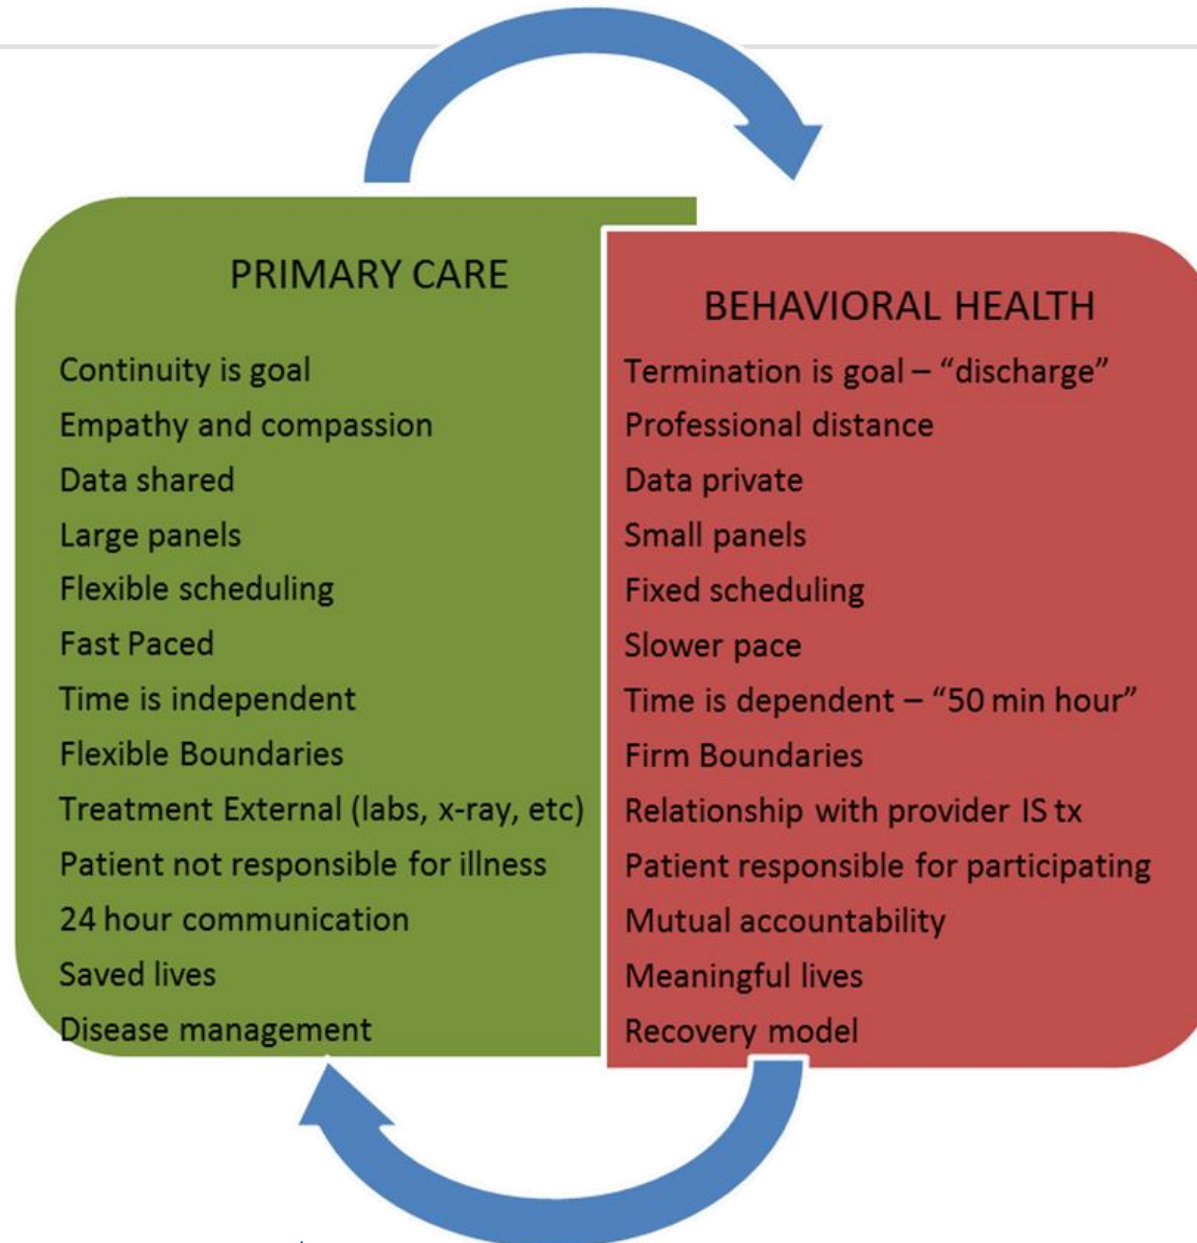 PRIMARY CARE
Continuity is goal
Empathy and compassion
Data shared
Large panels
Flexible scheduling
Fast Paced
Time is independent
Flexible Boundaries
Treatment External (labs, x-ray, etc)
Patient not responsible for illness
24 hour communication
Saved lives
Disease management
BEHAVIORAL HEALTH
Termination is goal – “discharge”
Professional distance
Data private
Small panels
Fixed scheduling
Slower pace
Time is dependent – “50 min hour”
Firm Boundaries
Relationship with provider IS tx
Patient responsible for participating
Mutual accountability
Meaningful lives
Recovery model